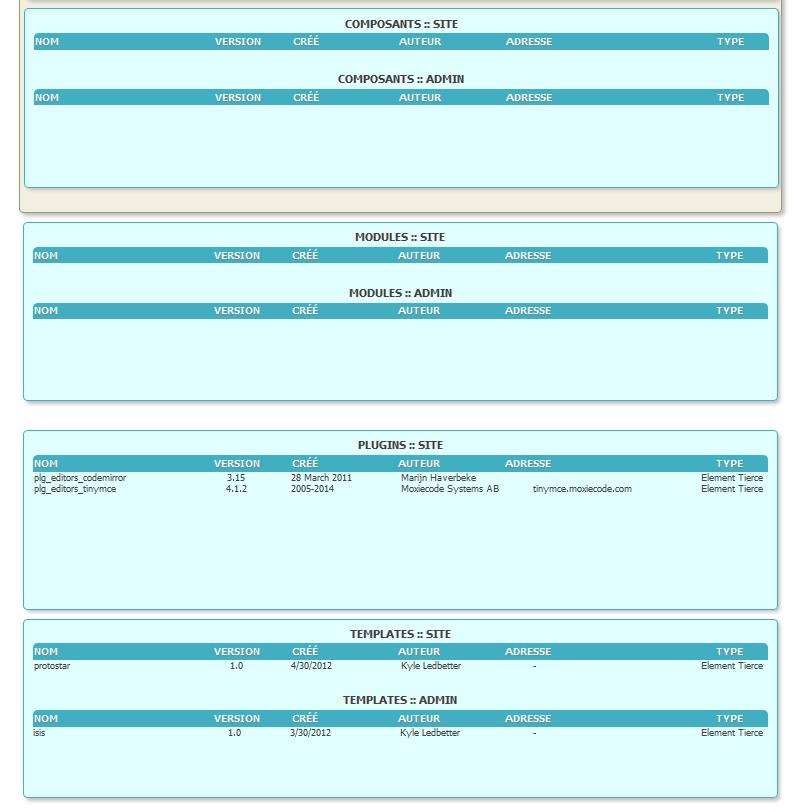 COMPOSANTS :: SITE
NOM VERSION CRÉÉ AUTEUR ADRESSE TYPE
COMPOSANTS :: ADMIN
NOM VERSION CRÉÉ AUTEUR ADRESSE TYPE
MODULES :: SITE
NOM VERSION CRÉÉ AUTEUR ADRESSE TYPE
MODULES :: ADMIN
NOM VERSION CRÉÉ AUTEUR ADRESSE TYPE
PLUGINS :: SITE
NOM VERSION CRÉÉ AUTEUR ADRESSE TYPE
plg_editors_codemirror 3.15 28 March 2011 Marijn Haverbeke Element Tierce
plg_editors_tinymce 4.1.2 2005-2014 Moxiecode Systems AB tinymce.moxiecode.com Element Tierce
TEMPLATES :: SITE
NOM VERSION CRÉÉ AUTEUR ADRESSE TYPE
protostar 1.0 4/30/2012 Kyle Ledbetter - Element Tierce
TEMPLATES :: ADMIN
NOM VERSION CRÉÉ AUTEUR ADRESSE TYPE
isis 1.0 3/30/2012 Kyle Ledbetter - Element Tierce